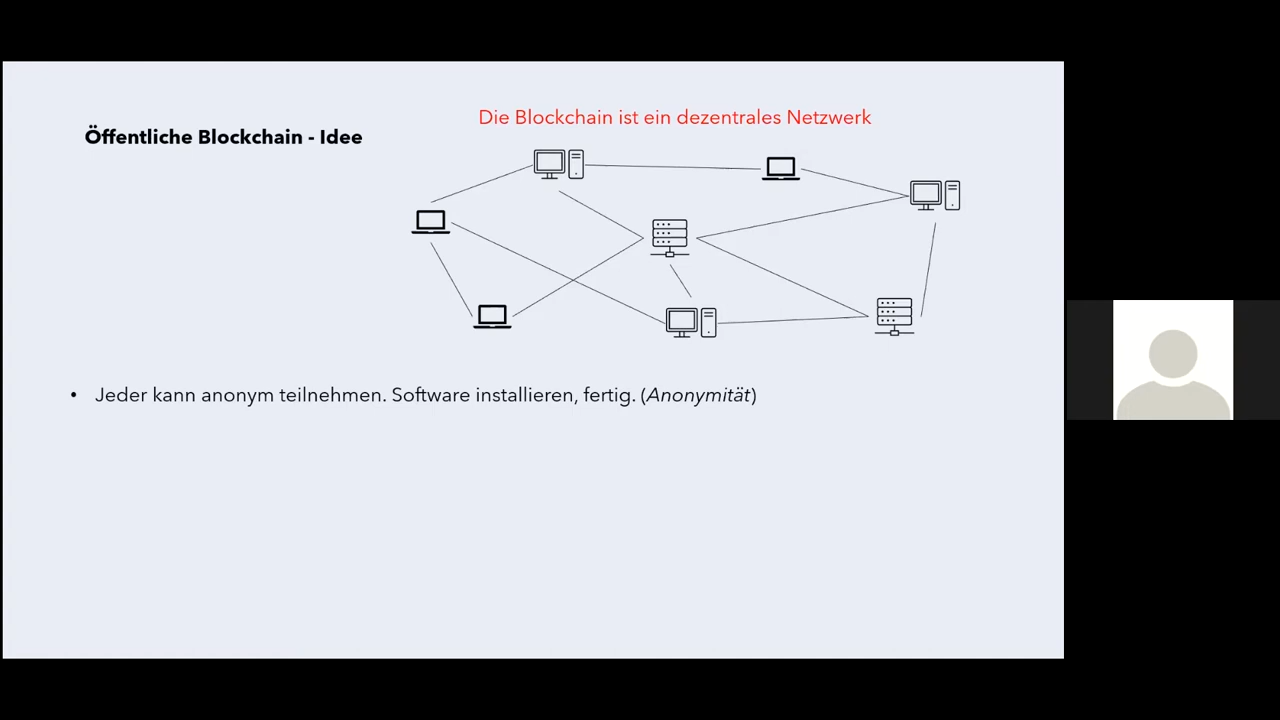 Die Blockchain ist ein dezentrales Netzwerk
Öffentliche Blockchain - Idee
• Jeder kann anonym teilnehmen. Software installieren, fertig. (Anonymität)